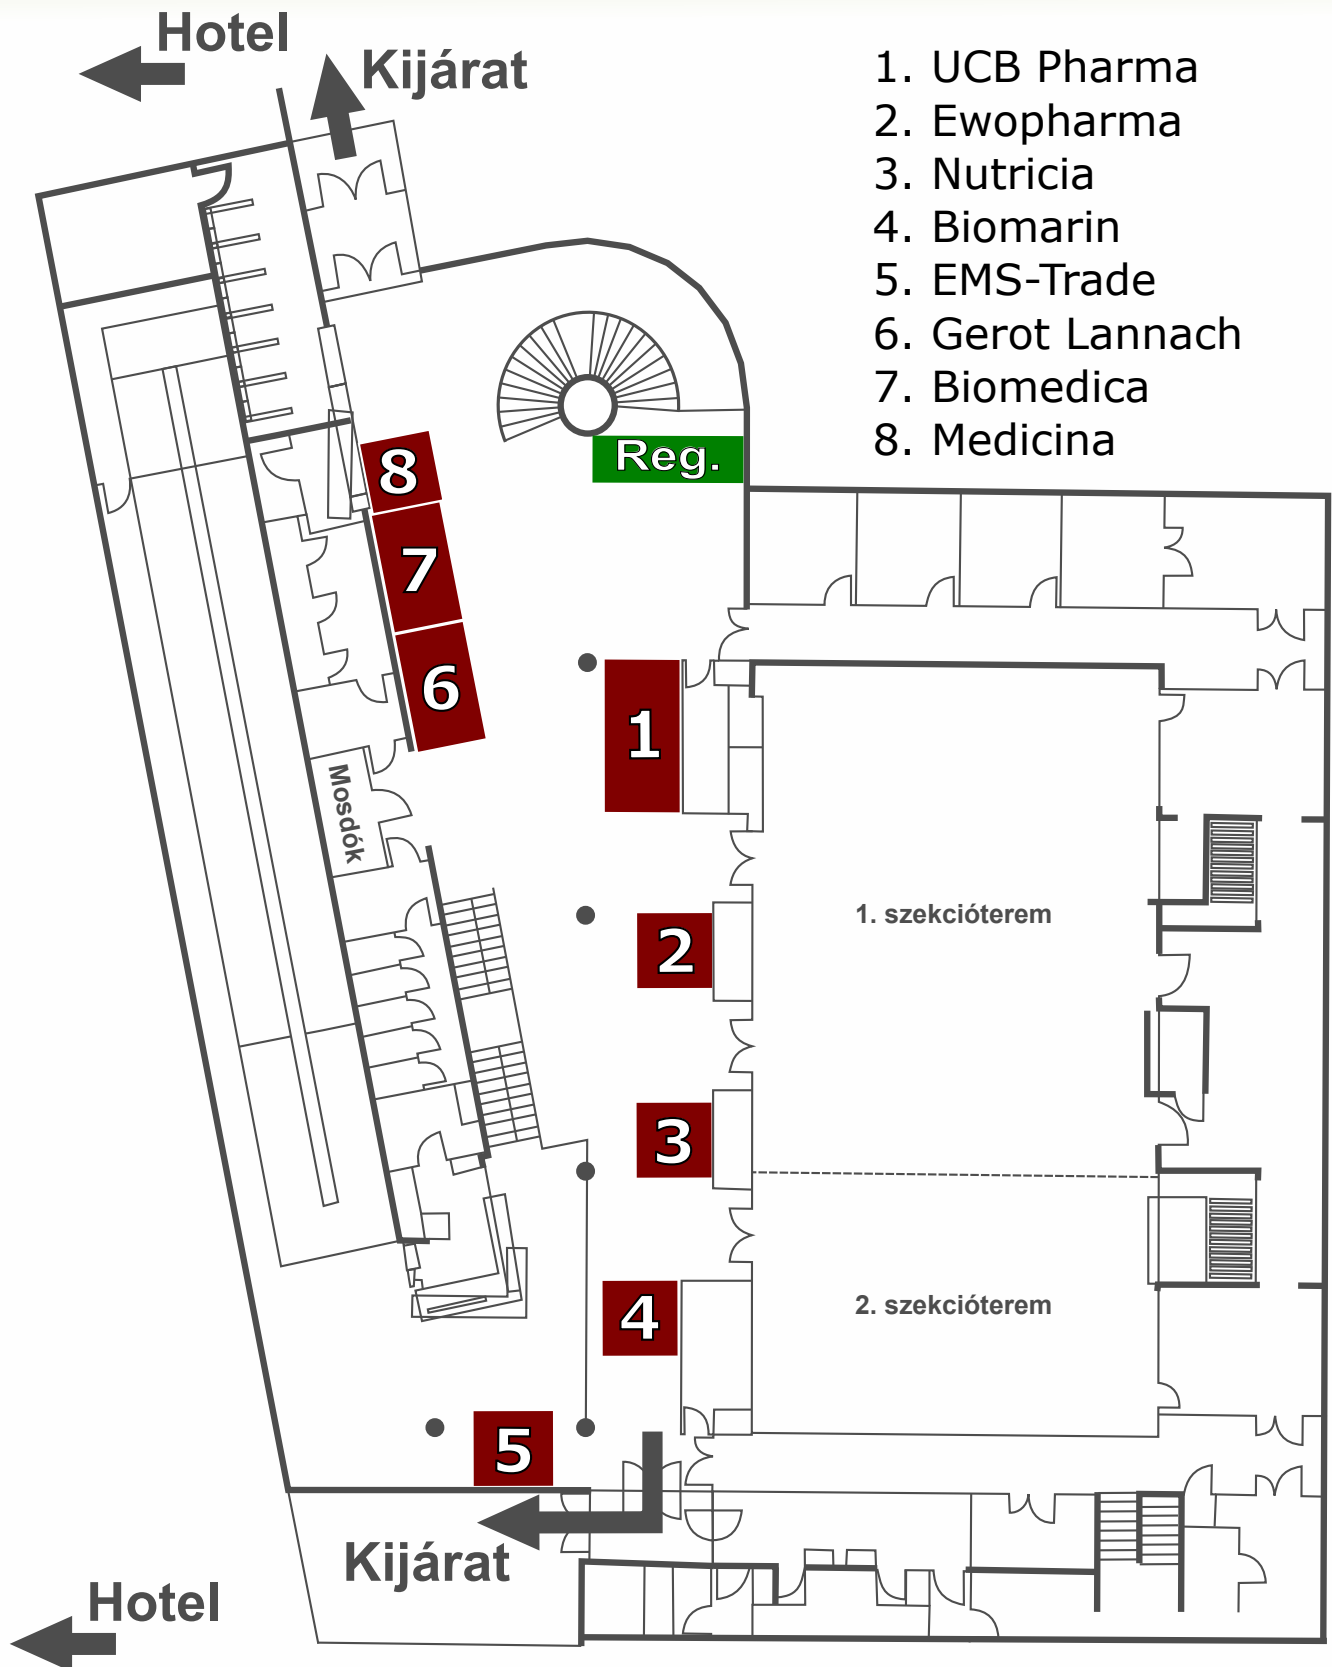 Hotel
Kijárat
1. UCB Pharma
2. Ewopharma
3. Nutricia
4. Biomarin
5. EMS-Trade
6. Gerot Lannach
7. Biomedica
8. Medicina
8
Reg.
7
6
1
Mosdók
2
1. szekcióterem
3
4
2. szekcióterem
5
Kijárat
Hotel